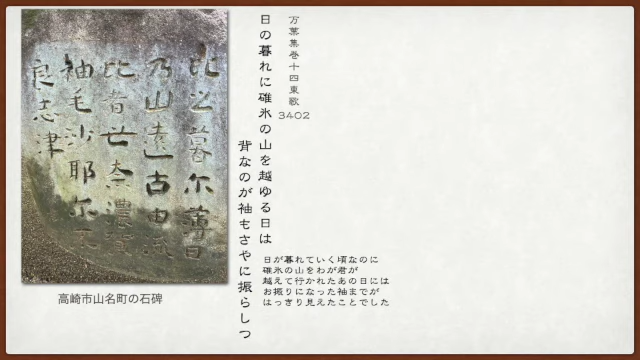 万葉集巻十四東歌
3402
日の暮れに碓氷の山を越ゆる日は
背なのが袖もさやに振らしつ
日が暮れていく頃なのに
碓氷の山をわが君が
越えて行かれたあの日には
お振りになった袖までが
はっきり見えたことでした
比暮尓薄日
乃山遠古由
比者世奈濃
袖毛沙耶尓
良志津
高崎市山名町の石碑